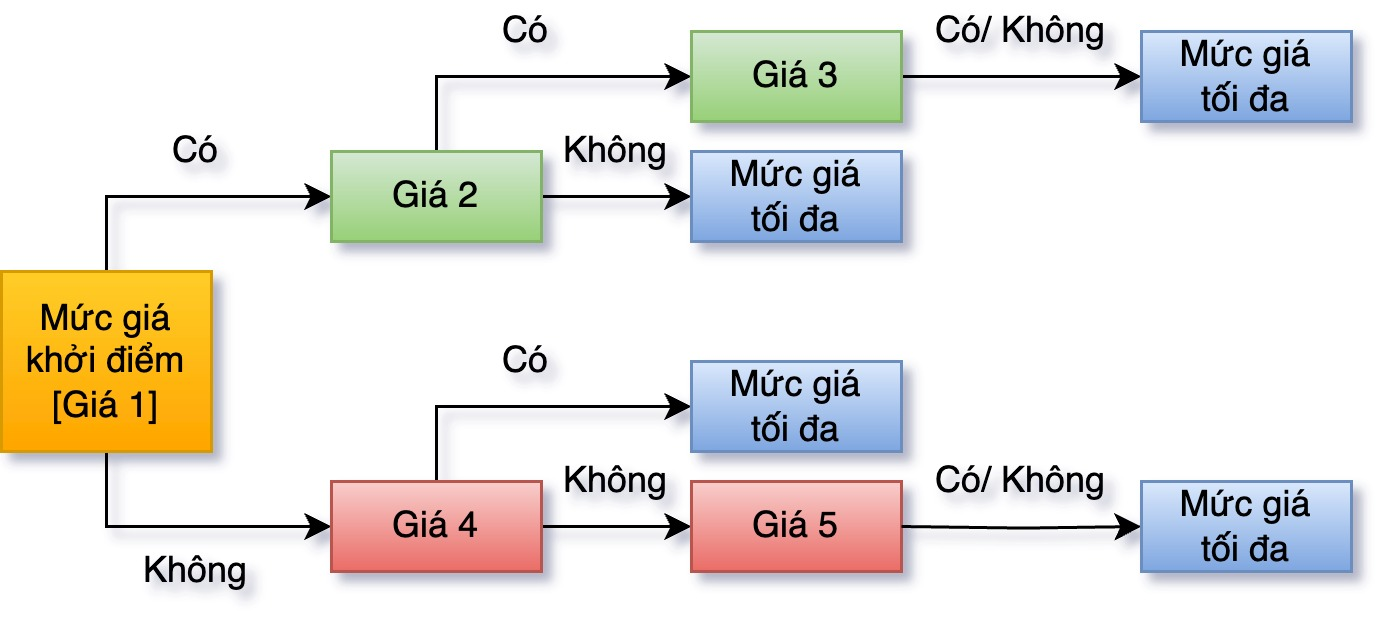 Có
Có/ Không
Giá 3
Mức giá
tối đa
Có
Không
Giá 2
Mức giá
tối đa
Mức giá
khởi điểm
[Giá 1]
Có
Mức giá
tối đa
Không
Có/ Không
Giá 4
Giá 5
Mức giá
tối đa
Không